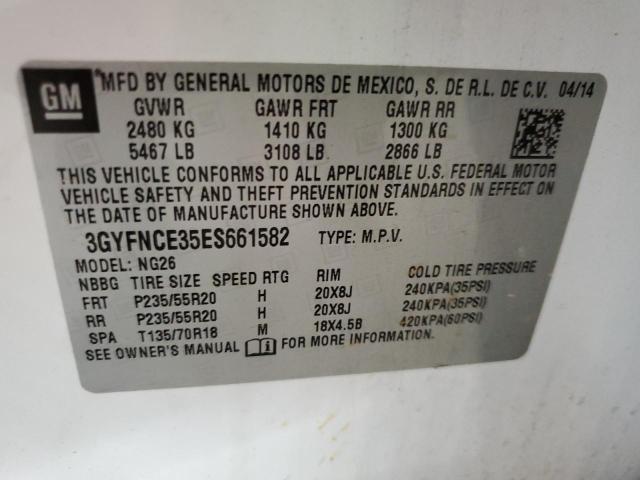 GM
MFD BY GENERAL MOTORS DE MEXICO, S. DE R.L. DE C.V. 04/14
GVWR GAWR FRT GAWR RR
2480 KG 1410 KG 1300 KG
5467 LB 3108 LB 2866 LB
THIS VEHICLE CONFORMS TO ALL APPLICABLE U.S. FEDERAL MOTOR
VEHICLE SAFETY AND THEFT PREVENTION STANDARDS IN EFFECT ON
THE DATE OF MANUFACTURE SHOWN ABOVE.
3GYFNCE35ES661582 TYPE: M.P.V.
MODEL: NG26
NBBG TIRE SIZE SPEED RTG RIM COLD TIRE PRESSURE
FRT P235/55R20 H 20X8J 240KPA(35PSI)
RR P235/55R20 H 20X8J 240KPA(35PSI)
SPA T135/70R18 M 18X4.5B 420KPA(60PSI)
SEE OWNER'S MANUAL FOR MORE INFORMATION.